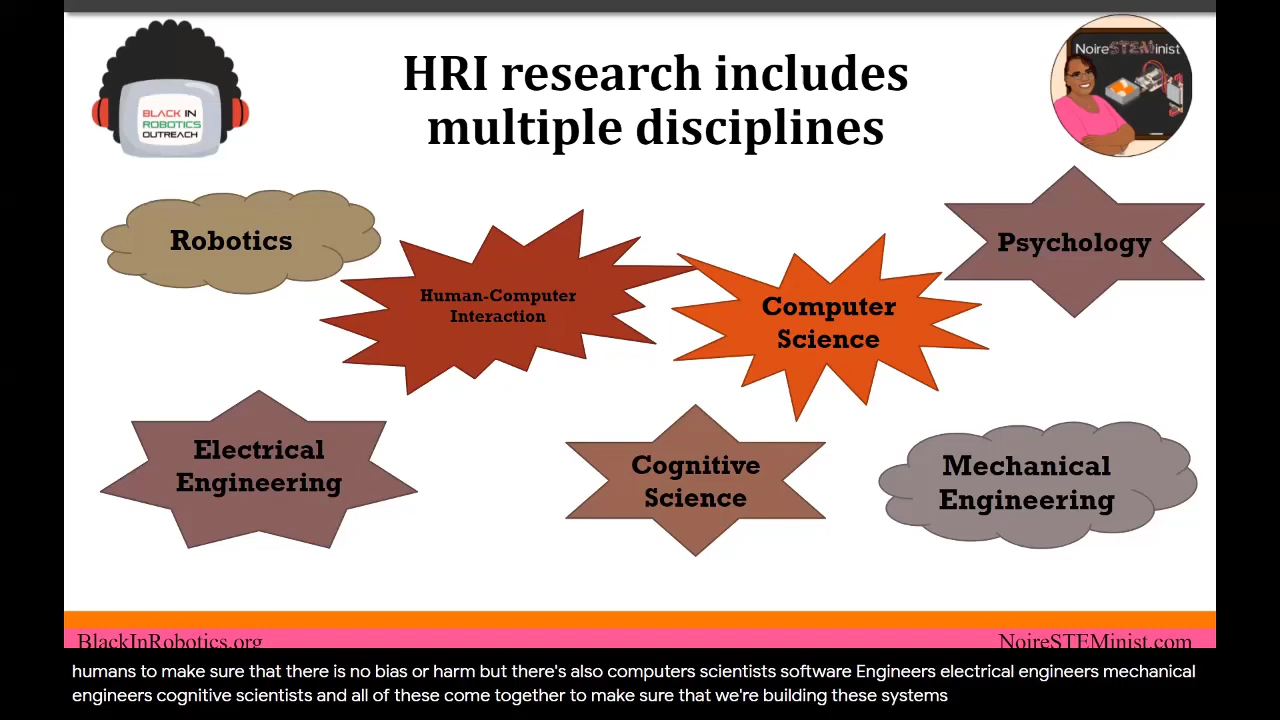 BLACK IN
ROBOTICS
OUTREACH
HRI research includes
multiple disciplines
NoireSTEMinist
Robotics
Human-Computer
Interaction
Computer
Science
Psychology
Electrical
Engineering
Cognitive
Science
Mechanical
Engineering
BlackInRobotics.org
NoireSTEMinist.com
humans to make sure that there is no bias or harm but there's also computers scientists software Engineers electrical engineers mechanical
engineers cognitive scientists and all of these come together to make sure that we're building these systems